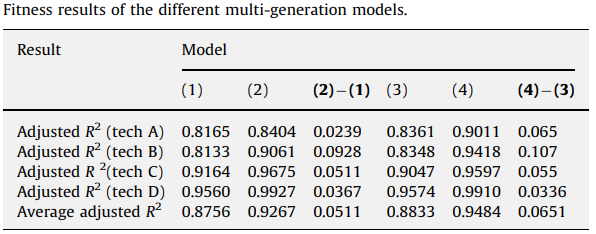 Fitness results of the different multi-generation models.
Result Model
(1) (2) (2)−(1) (3) (4) (4)−(3)
Adjusted R² (tech A) 0.8165 0.8404 0.0239 0.8361 0.9011 0.065
Adjusted R² (tech B) 0.8133 0.9061 0.0928 0.8348 0.9418 0.107
Adjusted R ²(tech C) 0.9164 0.9675 0.0511 0.9047 0.9597 0.055
Adjusted R² (tech D) 0.9560 0.9927 0.0367 0.9574 0.9910 0.0336
Average adjusted R² 0.8756 0.9267 0.0511 0.8833 0.9484 0.0651